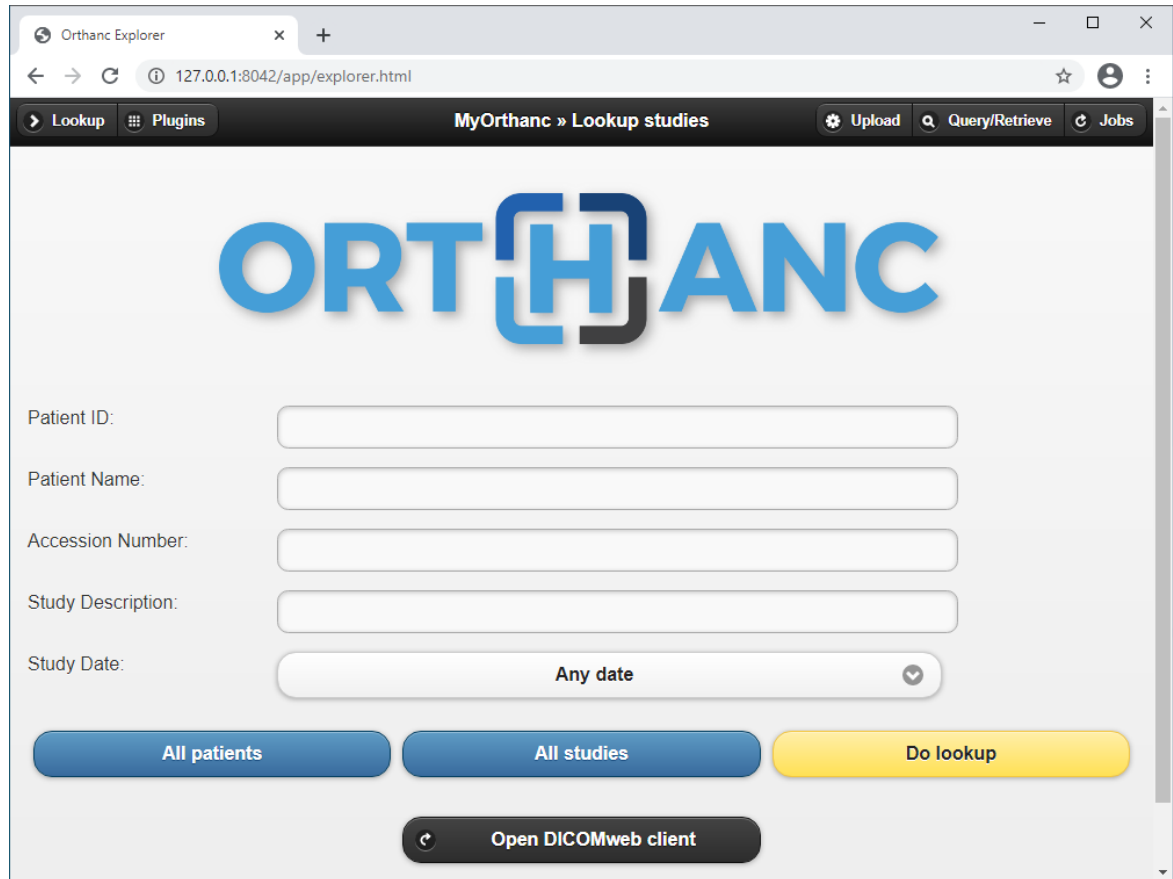 Orthanc Explorer
127.0.0.1:8042/app/explorer.html
Lookup Plugins MyOrthanc » Lookup studies Upload Query/Retrieve Jobs
ORTHANC
Patient ID:
Patient Name:
Accession Number:
Study Description:
Study Date: Any date
All patients All studies Do lookup
Open DICOMweb client